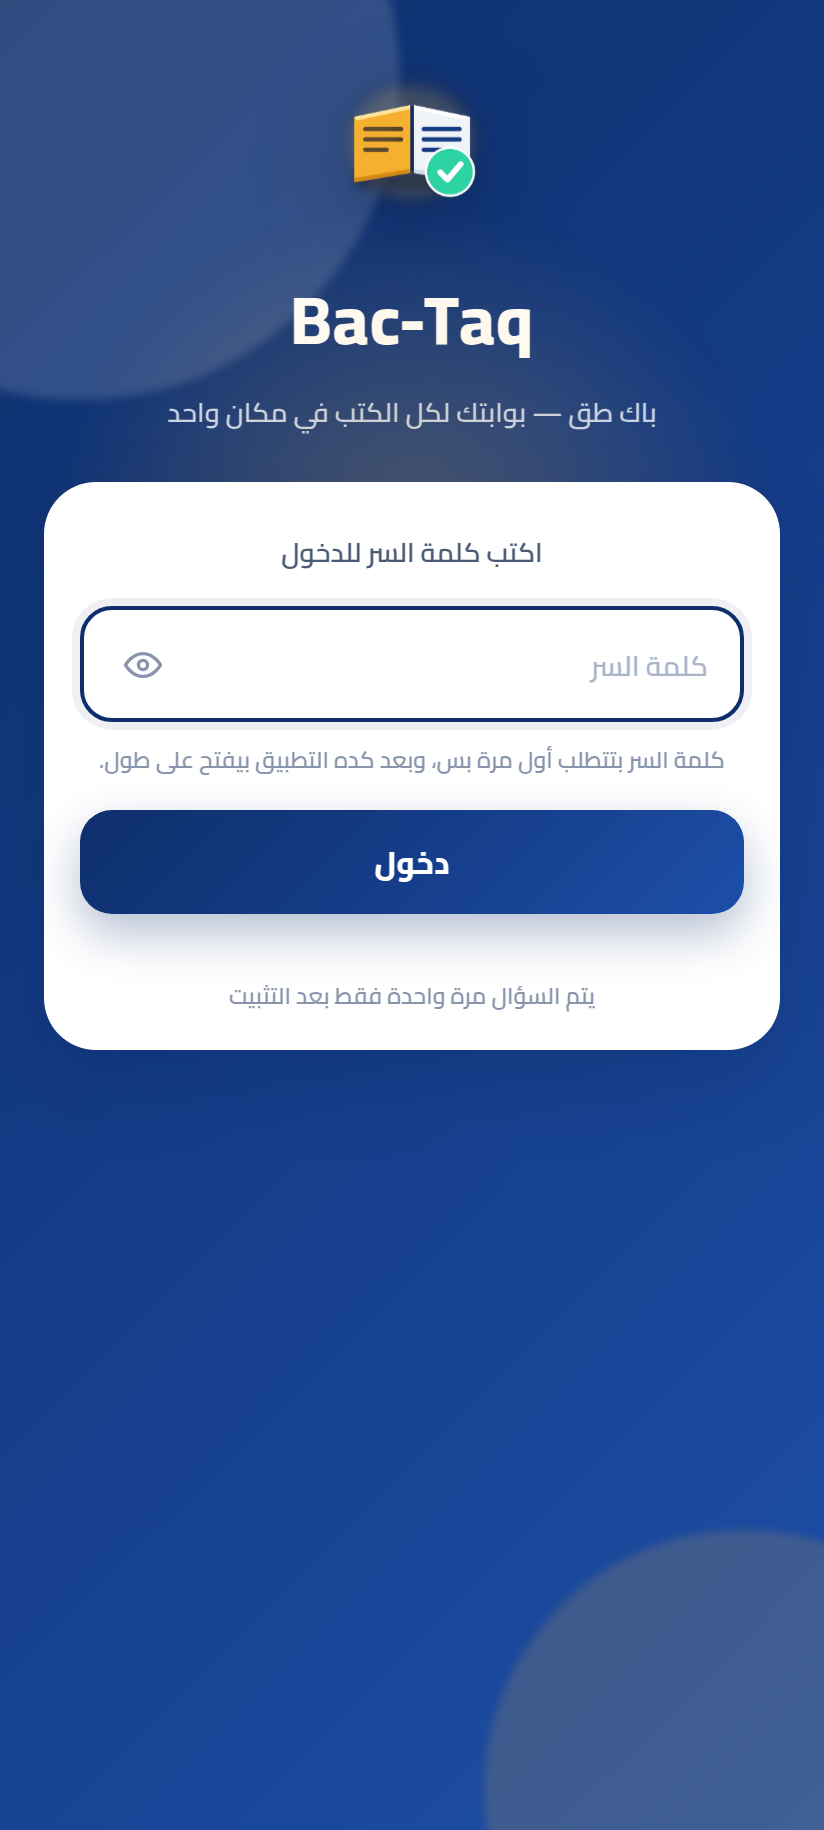 Bac-Taq
باك طق — بوابتك لكل الكتب في مكان واحد
اكتب كلمة السر للدخول
كلمة السر
كلمة السر بتتطلب أول مرة بس، وبعد كده التطبيق بيفتح على طول.
دخول
يتم السؤال مرة واحدة فقط بعد التثبيت